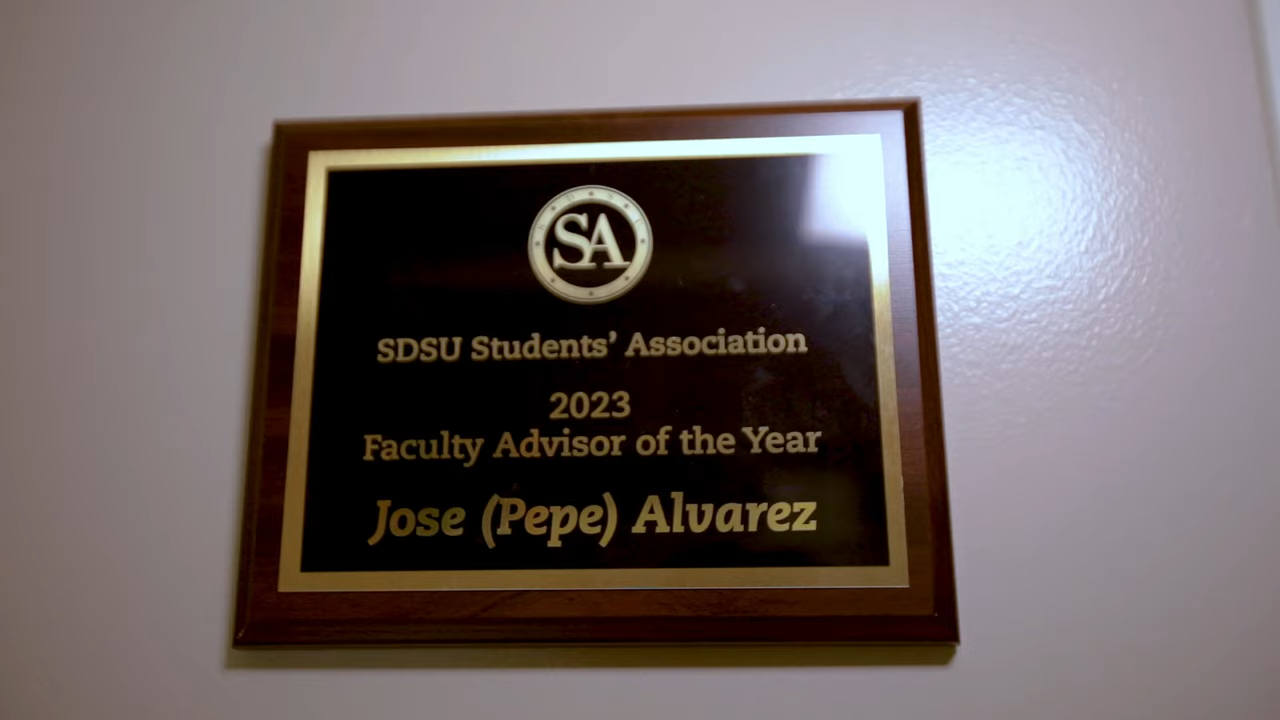 SA
SDSU Students' Association
2023
Faculty Advisor of the Year
Jose (Pepe) Alvarez